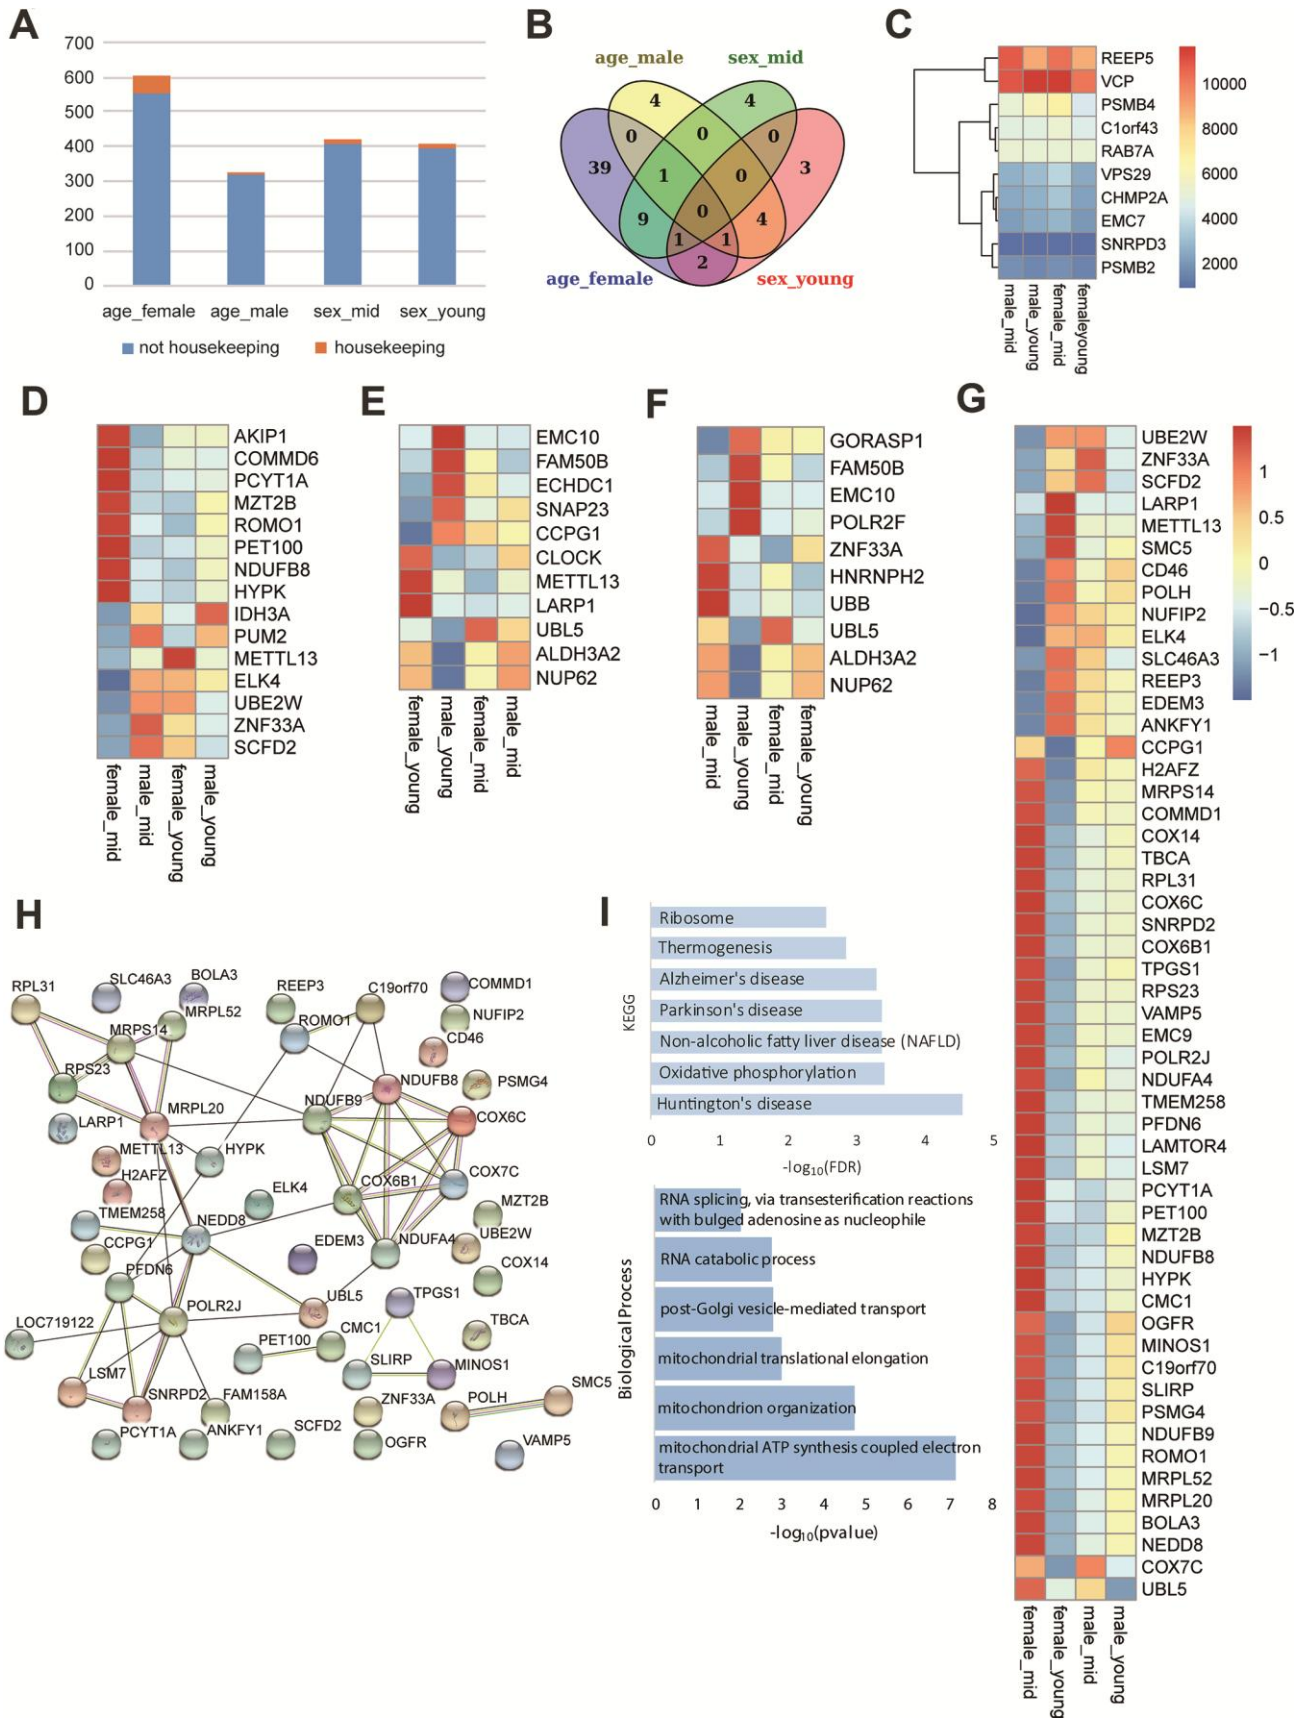 A
700
600
500
400
300
200
100
0
age_female
age_male
sex_mid
sex_young
not housekeeping
housekeeping
B
age_male
sex_mid
4
4
0
0
0
39
1
0
3
9
0
4
1
1
2
age_female
sex_young
C
REEP5
VCP
PSMB4
C1orf43
RAB7A
VPS29
CHMP2A
EMC7
SNRPD3
PSMB2
male_mid
male_young
female_mid
femaleyoung
10000
8000
6000
4000
2000
D
AKIP1
COMMD6
PCYT1A
MZT2B
ROMO1
PET100
NDUFB8
HYPK
IDH3A
PUM2
METTL13
ELK4
UBE2W
ZNF33A
SCFD2
female_mid
male_mid
female_young
male_young
E
EMC10
FAM50B
ECHDC1
SNAP23
CCPG1
CLOCK
METTL13
LARP1
UBL5
ALDH3A2
NUP62
female_young
male_young
female_mid
male_mid
F
GORASP1
FAM50B
EMC10
POLR2F
ZNF33A
HNRNPH2
UBB
UBL5
ALDH3A2
NUP62
male_mid
male_young
female_mid
female_young
G
UBE2W
ZNF33A
SCFD2
LARP1
METTL13
SMC5
CD46
POLH
NUFIP2
ELK4
SLC46A3
REEP3
EDEM3
ANKFY1
CCPG1
H2AFZ
MRPS14
COMMD1
COX14
TBCA
RPL31
COX6C
SNRPD2
COX6B1
TPGS1
RPS23
VAMP5
EMC9
POLR2J
NDUFA4
TMEM258
PFDN6
LAMTOR4
LSM7
PCYT1A
PET100
MZT2B
NDUFB8
HYPK
CMC1
OGFR
MINOS1
C19orf70
SLIRP
PSMG4
NDUFB9
ROMO1
MRPL52
MRPL20
BOLA3
NEDD8
COX7C
UBL5
female_mid
female_young
male_mid
male_young
1
0.5
0
−0.5
−1
H
RPL31
SLC46A3
BOLA3
MRPL52
REEP3
C19orf70
COMMD1
MRPS14
ROMO1
NUFIP2
CD46
RPS23
NDUFB8
PSMG4
MRPL20
NDUFB9
COX6C
LARP1
METTL13
HYPK
H2AFZ
COX7C
COX6B1
ELK4
MZT2B
TMEM258
NEDD8
CCPG1
EDEM3
NDUFA4
UBE2W
PFDN6
COX14
POLR2J
UBL5
TPGS1
LOC719122
PET100
CMC1
TBCA
SLIRP
MINOS1
LSM7
SNRPD2
FAM158A
ZNF33A
POLH
SMC5
PCYT1A
ANKFY1
SCFD2
OGFR
VAMP5
I
KEGG
Ribosome
Thermogenesis
Alzheimer's disease
Parkinson's disease
Non-alcoholic fatty liver disease (NAFLD)
Oxidative phosphorylation
Huntington's disease
0 1 2 3 4 5
-log10(FDR)
Biological Process
RNA splicing, via transesterification reactions
with bulged adenosine as nucleophile
RNA catabolic process
post-Golgi vesicle-mediated transport
mitochondrial translational elongation
mitochondrion organization
mitochondrial ATP synthesis coupled electron
transport
0 1 2 3 4 5 6 7 8
-log10(pvalue)